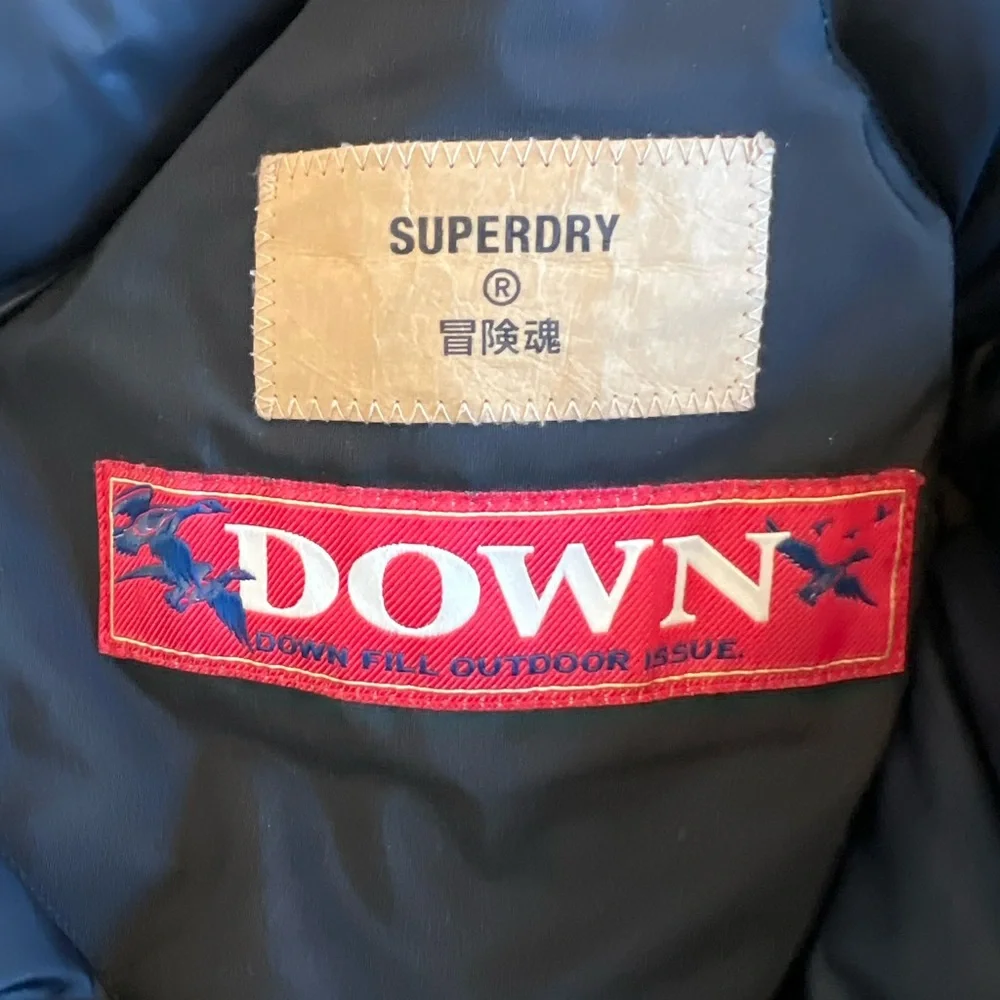 SUPERDRY
®
冒険魂
DOWN
DOWN FILL OUTDOOR ISSUE.